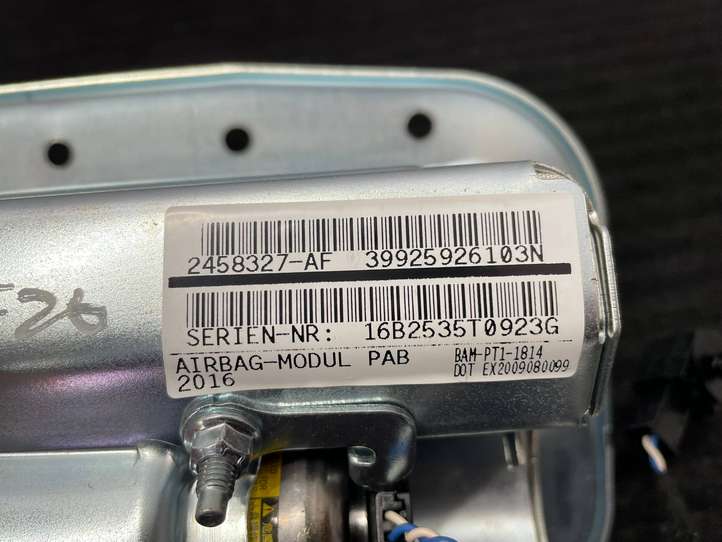 2458327-AF 39925926103N
SERIEN-NR: 16B2535T0923G
AIRBAG-MODUL PAB
2016
BAM-PT1-1814
DOT EX2009080099